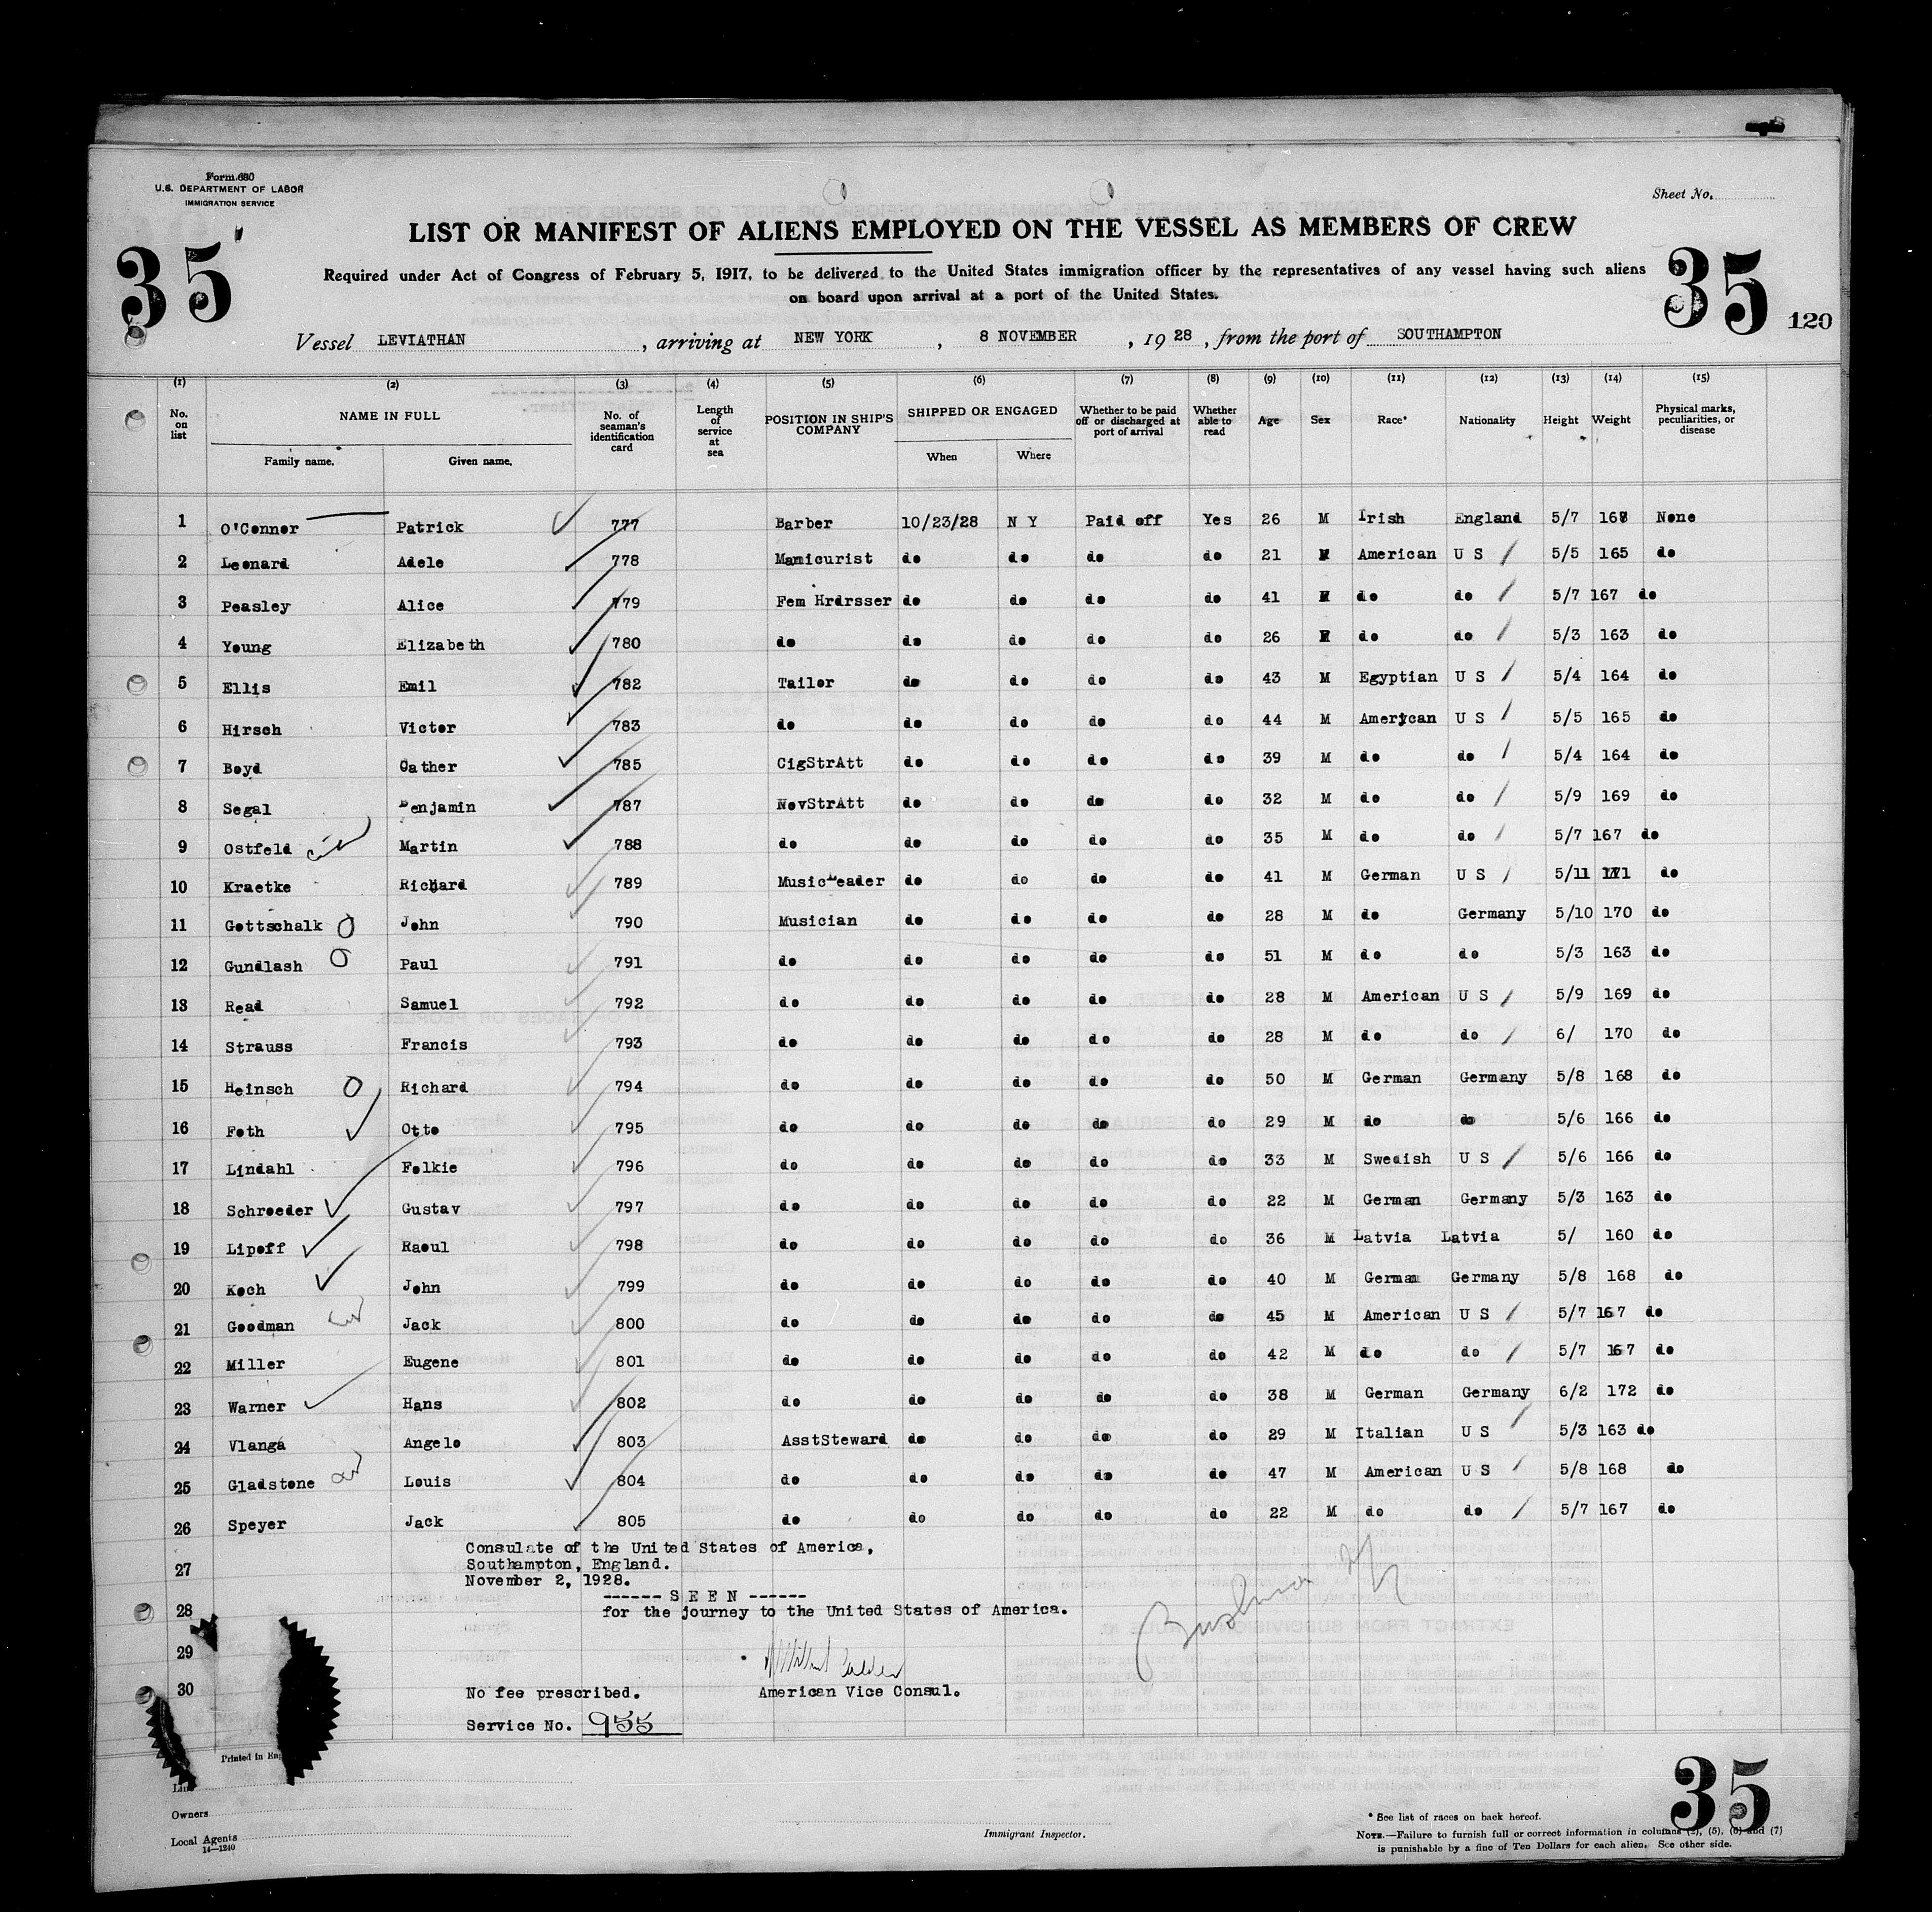 Form 680
U.S. DEPARTMENT OF LABOR
IMMIGRATION SERVICE
Sheet No.
35
35
120
LIST OR MANIFEST OF ALIENS EMPLOYED ON THE VESSEL AS MEMBERS OF CREW
Required under Act of Congress of February 5, 1917, to be delivered to the United States immigration officer by the representatives of any vessel having such aliens
on board upon arrival at a port of the United States.
Vessel LEVIATHAN, arriving at NEW YORK, 8 NOVEMBER, 1928, from the port of SOUTHAMPTON
(1) (2) (3) (4) (5) (6) (7) (8) (9) (10) (11) (12) (13) (14) (15)
No. on list NAME IN FULL Family name. Given name. No. of seaman's identification card Length of service at sea POSITION IN SHIP'S COMPANY SHIPPED OR ENGAGED When Where Whether to be paid off or discharged at port of arrival Whether able to read Age Sex Race* Nationality Height Weight Physical marks, peculiarities, or disease
1 O'Connor Patrick 777 Barber 10/23/28 N Y Paid off Yes 26 M Irish England 5/7 168 None
2 Leonard Adele 778 Manicurist do do do do 21 American U S 5/5 165 do
3 Peasley Alice 779 Fem Hrdrsser do do do do 41 do do 5/7 167 do
4 Young Elizabeth 780 do do do do do 26 do do 5/3 163 do
5 Ellis Emil 782 Tailor do do do do 43 M Egyptian U S 5/4 164 do
6 Hirsch Victor 783 do do do do do 44 M American U S 5/5 165 do
7 Boyd Cather 785 CigStrAtt do do do do 39 M do do 5/4 164 do
8 Segal Benjamin 787 NovStrAtt do do do do 32 M do do 5/9 169 do
9 Ostfeld Martin 788 do do do do do 35 M do do 5/7 167 do
10 Kraetke Richard 789 MusicLeader do do do do 41 M German U S 5/11 171 do
11 Gottschalk John 790 Musician do do do do 28 M do Germany 5/10 170 do
12 Gundlash Paul 791 do do do do do 51 M do do 5/3 163 do
13 Read Samuel 792 do do do do do 28 M American U S 5/9 169 do
14 Strauss Francis 793 do do do do do 28 M do do 6/ 170 do
15 Heinsch Richard 794 do do do do do 50 M German Germany 5/8 168 do
16 Foth Otto 795 do do do do do 29 M do do 5/6 166 do
17 Lindahl Folkie 796 do do do do do 33 M Swedish U S 5/6 166 do
18 Schroeder Gustav 797 do do do do do 22 M German Germany 5/3 163 do
19 Lipoff Raoul 798 do do do do do 36 M Latvia Latvia 5/ 160 do
20 Koch John 799 do do do do do 40 M German Germany 5/8 168 do
21 Goodman Jack 800 do do do do do 45 M American U S 5/7 167 do
22 Miller Eugene 801 do do do do do 42 M do do 5/7 167 do
23 Warner Hans 802 do do do do do 38 M German Germany 6/2 172 do
24 Vlanga Angelo 803 AsstSteward do do do do 29 M Italian U S 5/3 163 do
25 Gladstone Louis 804 do do do do do 47 M American U S 5/8 168 do
26 Speyer Jack 805 do do do do do 22 M do do 5/7 167 do
27
28
29
30
Consulate of the United States of America,
Southampton, England.
November 2, 1928.
------ S E E N ------
for the journey to the United States of America.
No fee prescribed. American Vice Consul.
Service No. 955
Printed in
Line
Owners
Local Agents
14—1240
Immigrant Inspector.
35
* See list of races on back hereof.
NOTE.—Failure to furnish full or correct information in columns (2), (5), (6) and (7)
is punishable by a fine of Ten Dollars for each alien. See other side.